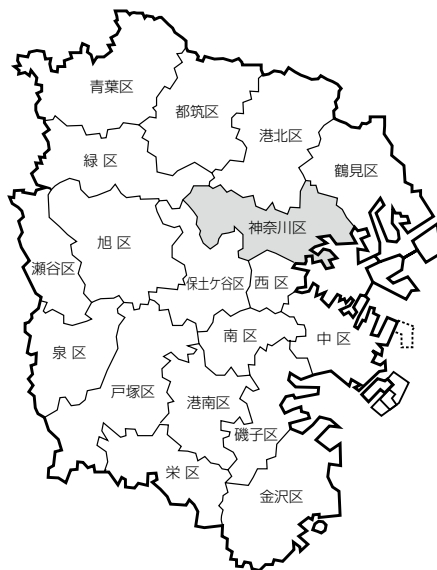 青葉区
都筑区
港北区
鶴見区
緑 区
神奈川区
旭 区
瀬谷区
保土ケ谷区
西 区
南 区
中 区
泉 区
戸塚区
港南区
磯子区
栄 区
金沢区